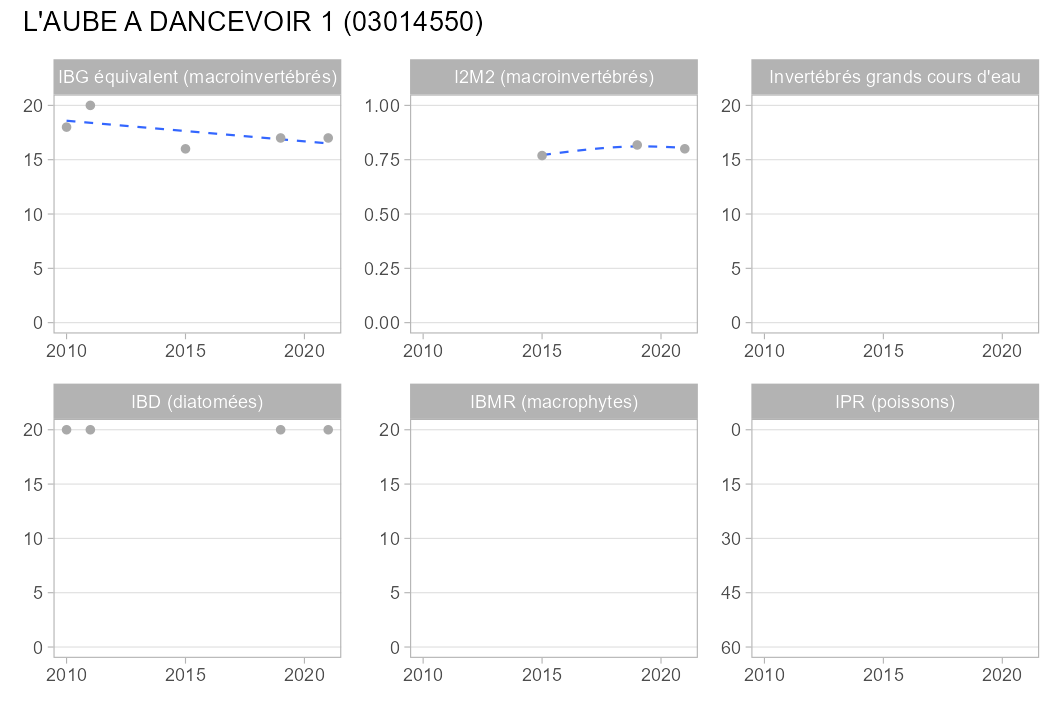 L'AUBE A DANCEVOIR 1 (03014550)
IBG équivalent (macroinvertébrés)
20
15
10
5
0
2010 2015 2020
I2M2 (macroinvertébrés)
1.00
0.75
0.50
0.25
0.00
2010 2015 2020
Invertébrés grands cours d'eau
20
15
10
5
0
2010 2015 2020
IBD (diatomées)
20
15
10
5
0
2010 2015 2020
IBMR (macrophytes)
20
15
10
5
0
2010 2015 2020
IPR (poissons)
0
15
30
45
60
2010 2015 2020